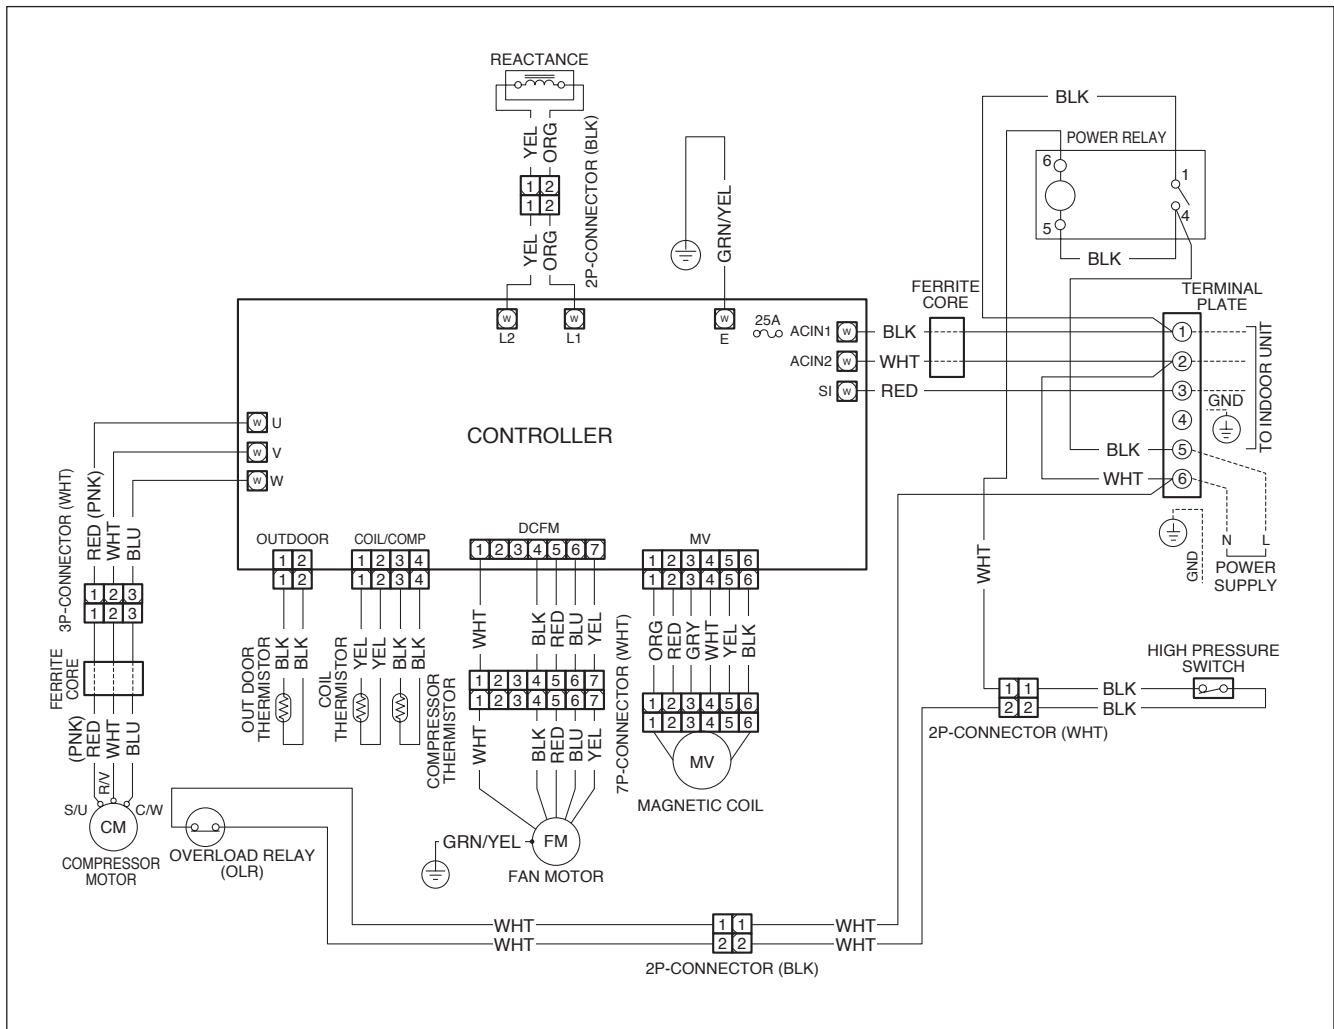 REACTANCE
YEL
ORG
2P-CONNECTOR (BLK)
1 2
1 2
YEL
ORG
GRN/YEL
BLK
POWER RELAY
6
1
5
4
BLK
FERRITE
CORE
TERMINAL
PLATE
W
L2
W
L1
W
E
25A
ACIN1
W
BLK
1
ACIN2
W
WHT
2
SI
W
RED
3
GND
4
TO INDOOR UNIT
BLK
5
WHT
6
N
L
GND
POWER
SUPPLY
WHT
CONTROLLER
W
U
W
V
W
W
3P-CONNECTOR (WHT)
RED (PNK)
WHT
BLU
1 2 3
1 2 3
FERRITE
CORE
(PNK)
RED
WHT
BLU
S/U
R/V
C/W
CM
COMPRESSOR
MOTOR
OUTDOOR
1 2
1 2
BLK
BLK
OUT DOOR
THERMISTOR
COIL/COMP
1 2 3 4
1 2 3 4
YEL
YEL
BLK
BLK
COIL
THERMISTOR
COMPRESSOR
THERMISTOR
DCFM
1 2 3 4 5 6 7
WHT
BLK
RED
BLU
YEL
1 2 3 4 5 6 7
1 2 3 4 5 6 7
7P-CONNECTOR (WHT)
WHT
BLK
RED
BLU
YEL
GRN/YEL
FM
FAN MOTOR
MV
1 2 3 4 5 6
1 2 3 4 5 6
ORG
RED
GRY
WHT
YEL
BLK
1 2 3 4 5 6
1 2 3 4 5 6
MV
MAGNETIC COIL
HIGH PRESSURE
SWITCH
1 1
BLK
2 2
BLK
2P-CONNECTOR (WHT)
OVERLOAD RELAY
(OLR)
WHT
1 1
WHT
WHT
2 2
WHT
2P-CONNECTOR (BLK)